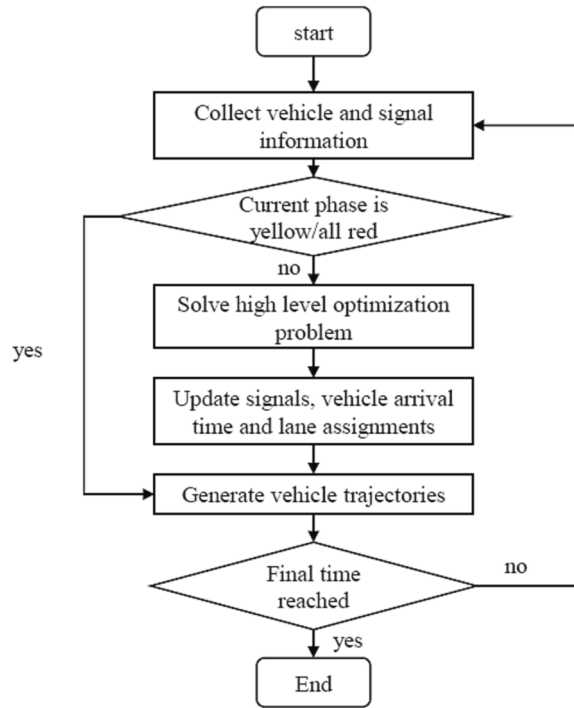 start
Collect vehicle and signal
information
Current phase is
yellow/all red
no
Solve high level optimization
problem
yes
Update signals, vehicle arrival
time and lane assignments
Generate vehicle trajectories
Final time
reached
no
yes
End